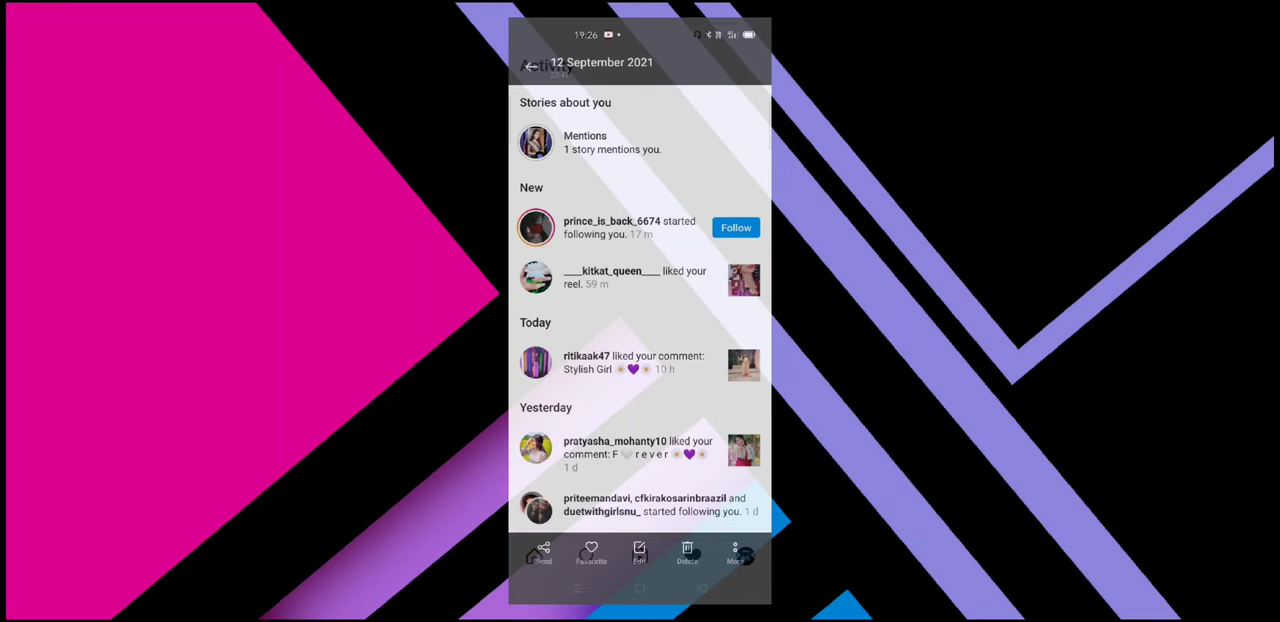 19:26
Activity
12 September 2021
Stories about you
Mentions
1 story mentions you.
New
prince_is_back_6674 started
following you. 17 m
Follow
____kitkat_queen____ liked your
reel. 59 m
Today
ritikaak47 liked your comment:
Stylish Girl 🌼💜🌼 10 h
Yesterday
pratyasha_mohanty10 liked your
comment: F 🤍 r e v e r 🌼💜🌼
1 d
priteemandavi, cfkirakosarinbraazil and
duetwithgirlsnu_ started following you. 1 d
Send
Favourite
Edit
Delete
More